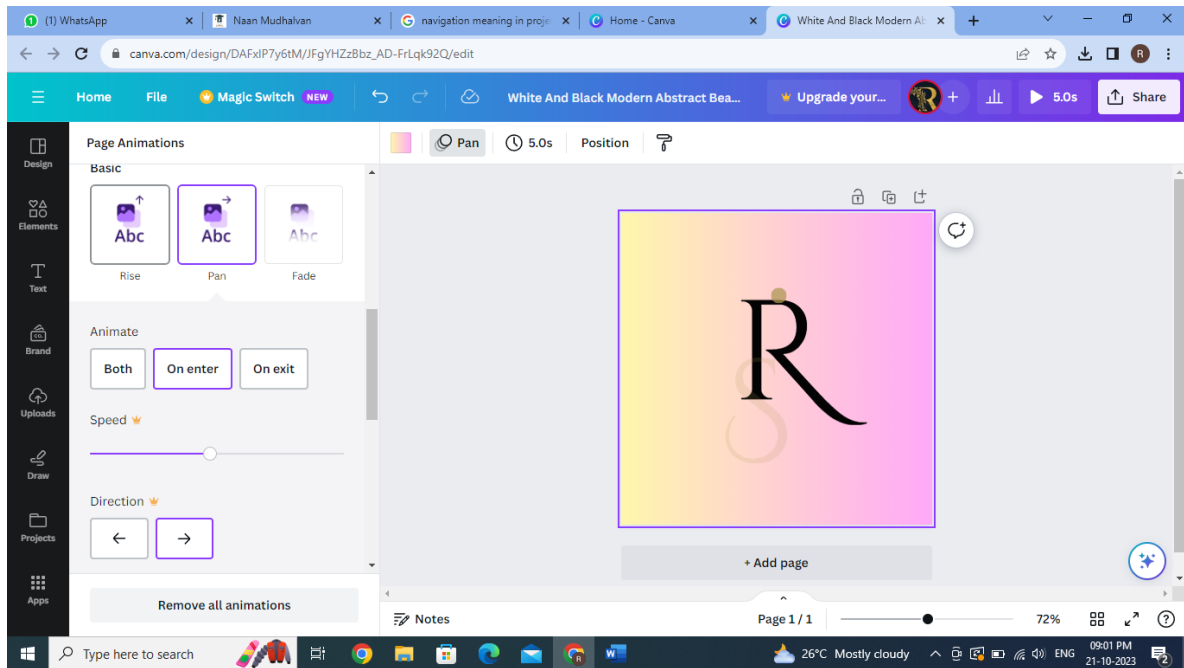 (1) WhatsApp
Naan Mudhalvan
navigation meaning in proje
Home - Canva
White And Black Modern Ab
canva.com/design/DAFxIP7y6tM/JFgYHZzBbz_AD-FrLqk92Q/edit
R
Home
File
Magic Switch
NEW
White And Black Modern Abstract Bea...
Upgrade your...
5.0s
Share
Design
Elements
Text
Brand
Uploads
Draw
Projects
Apps
Page Animations
Basic
Abc
Abc
Abc
Rise
Pan
Fade
Animate
Both
On enter
On exit
Speed
Direction
Remove all animations
Pan
5.0s
Position
R
S
+ Add page
Notes
Page 1 / 1
72%
Type here to search
26°C Mostly cloudy
ENG
09:01 PM
21-10-2023
2